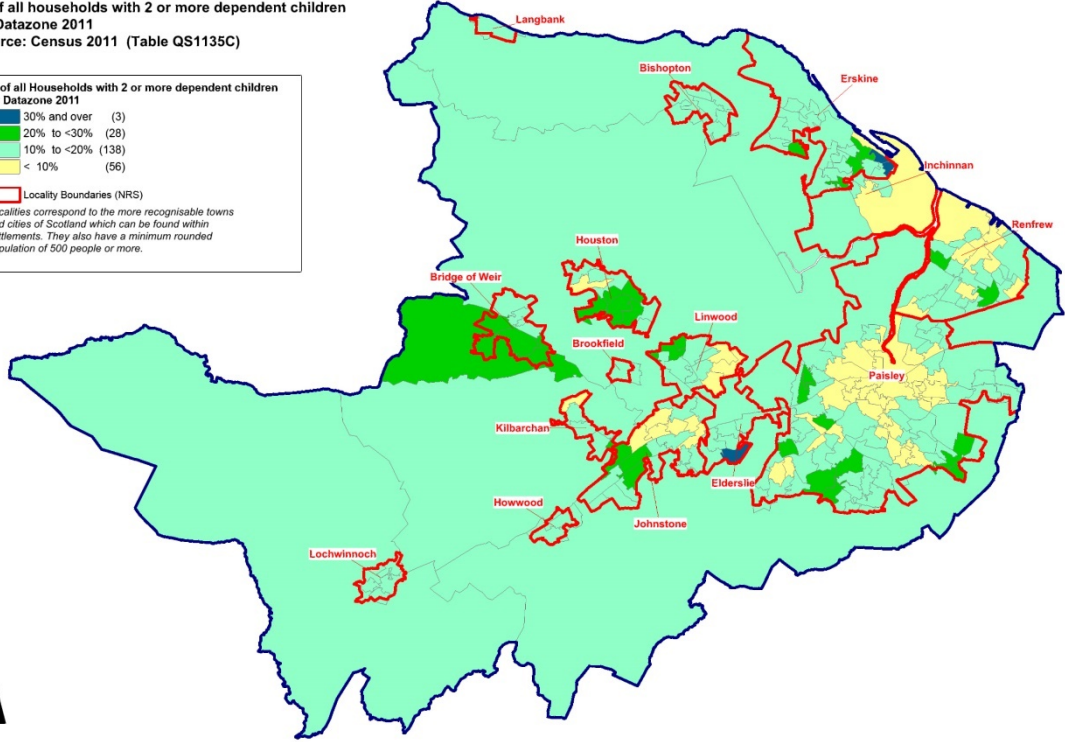 f all households with 2 or more dependent children
Datazone 2011
rce: Census 2011 (Table QS1135C)
of all Households with 2 or more dependent children
Datazone 2011
30% and over (3)
20% to <30% (28)
10% to <20% (138)
< 10% (56)
Locality Boundaries (NRS)
calities correspond to the more recognisable towns
d cities of Scotland which can be found within
ttlements. They also have a minimum rounded
pulation of 500 people or more.
Langbank
Bishopton
Erskine
Inchinnan
Renfrew
Houston
Bridge of Weir
Linwood
Brookfield
Paisley
Kilbarchan
Elderslie
Howwood
Johnstone
Lochwinnoch